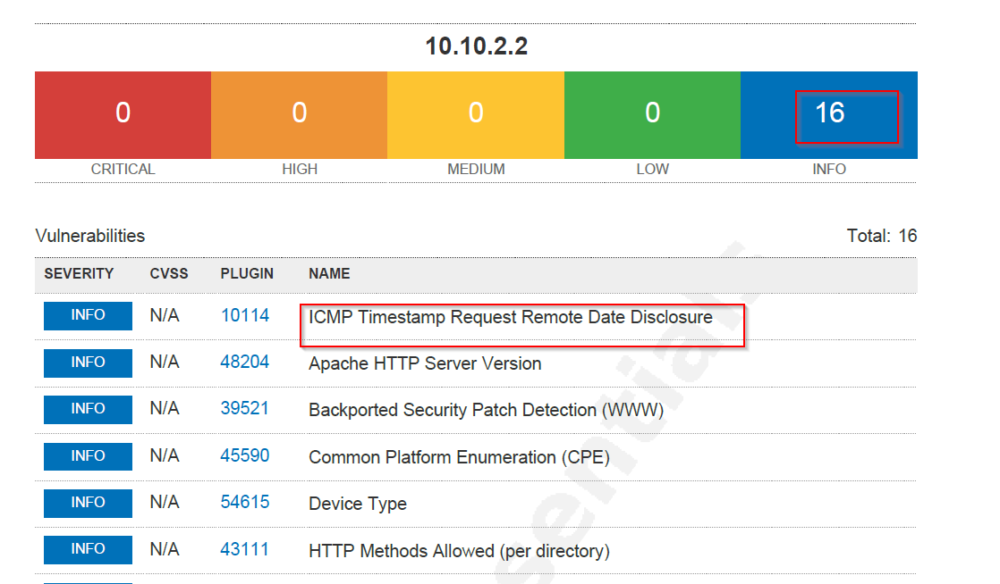 10.10.2.2
0 0 0 0 16
CRITICAL HIGH MEDIUM LOW INFO
Vulnerabilities Total: 16
SEVERITY CVSS PLUGIN NAME
INFO N/A 10114 ICMP Timestamp Request Remote Date Disclosure
INFO N/A 48204 Apache HTTP Server Version
INFO N/A 39521 Backported Security Patch Detection (WWW)
INFO N/A 45590 Common Platform Enumeration (CPE)
INFO N/A 54615 Device Type
INFO N/A 43111 HTTP Methods Allowed (per directory)